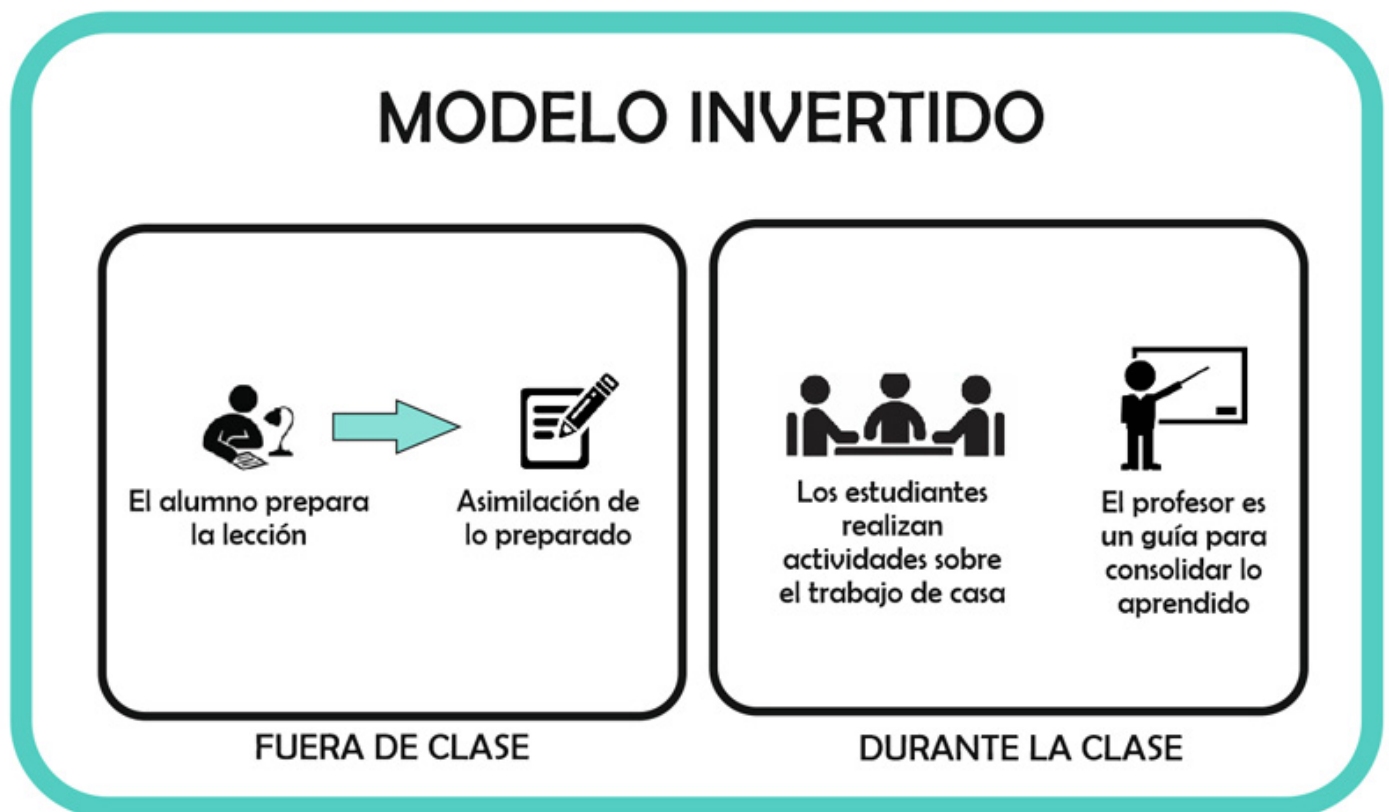 MODELO INVERTIDO
El alumno prepara
la lección
Asimilación de
lo preparado
Los estudiantes
realizan
actividades sobre
el trabajo de casa
El profesor es
un guía para
consolidar lo
aprendido
FUERA DE CLASE
DURANTE LA CLASE